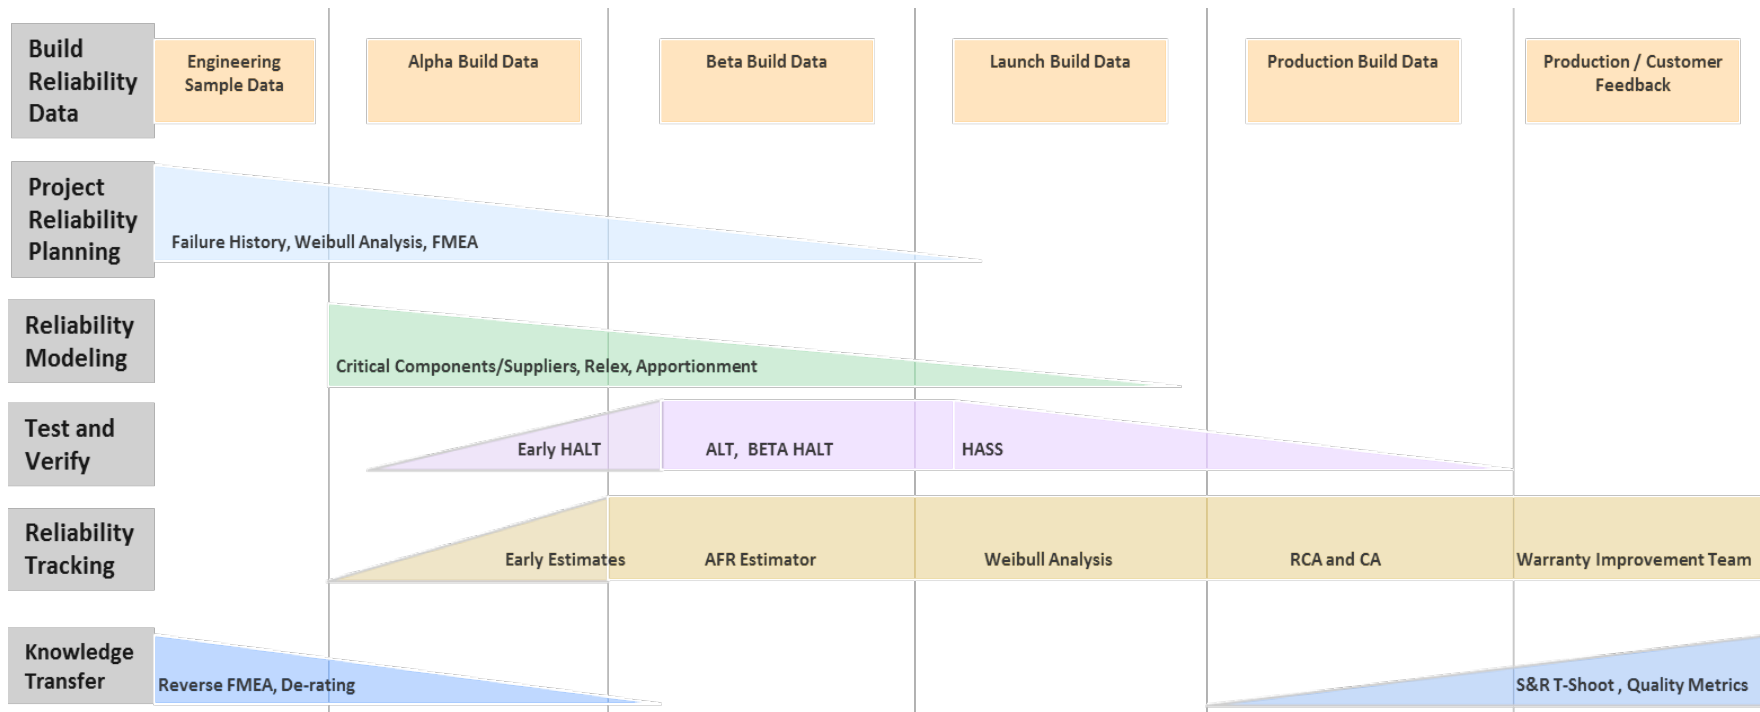 Build
Reliability
Data
Engineering
Sample Data
Alpha Build Data
Beta Build Data
Launch Build Data
Production Build Data
Production / Customer
Feedback
Project
Reliability
Planning
Failure History, Weibull Analysis, FMEA
Reliability
Modeling
Critical Components/Suppliers, Relex, Apportionment
Test and
Verify
Early HALT
ALT,  BETA HALT
HASS
Reliability
Tracking
Early Estimates
AFR Estimator
Weibull Analysis
RCA and CA
Warranty Improvement Team
Knowledge
Transfer
Reverse FMEA, De-rating
S&R T-Shoot , Quality Metrics